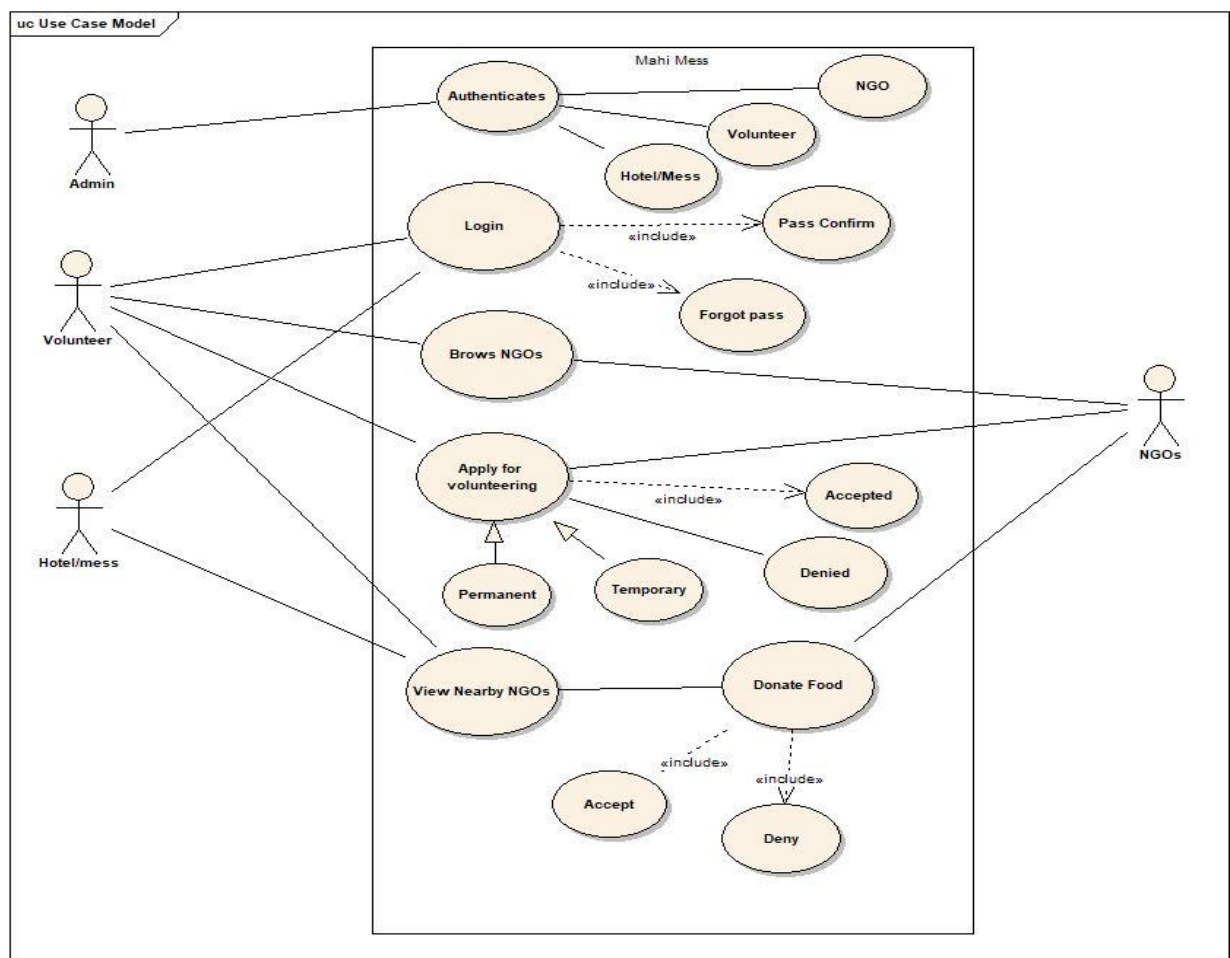 uc Use Case Model
Mahi Mess
Authenticates
NGO
Volunteer
Hotel/Mess
Admin
Login
«include»
Pass Confirm
«include»
Forgot pass
Volunteer
Brows NGOs
NGOs
Apply for
volunteering
«include»
Accepted
Denied
Hotel/mess
Permanent
Temporary
View Nearby NGOs
Donate Food
«include»
«include»
Accept
Deny